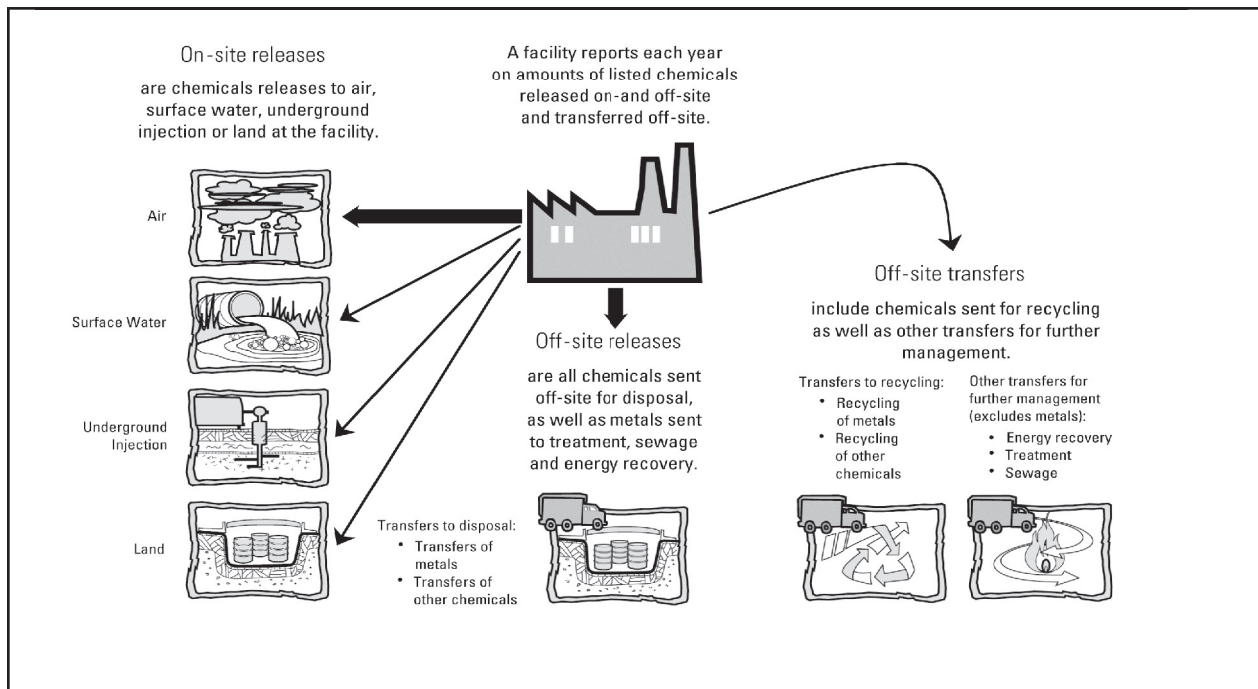 On-site releases
are chemicals releases to air,
surface water, underground
injection or land at the facility.
Air
Surface Water
Underground
Injection
Land
A facility reports each year
on amounts of listed chemicals
released on-and off-site
and transferred off-site.
Off-site releases
are all chemicals sent
off-site for disposal,
as well as metals sent
to treatment, sewage
and energy recovery.
Transfers to disposal:
• Transfers of
metals
• Transfers of
other chemicals
Off-site transfers
include chemicals sent for recycling
as well as other transfers for further
management.
Transfers to recycling:
• Recycling
of metals
• Recycling
of other
chemicals
Other transfers for
further management
(excludes metals):
• Energy recovery
• Treatment
• Sewage